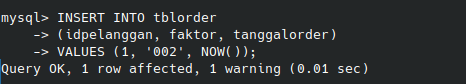 mysql> INSERT INTO tblorder
    -> (idpelanggan, faktor, tanggalorder)
    -> VALUES (1, '002', NOW());
Query OK, 1 row affected, 1 warning (0.01 sec)